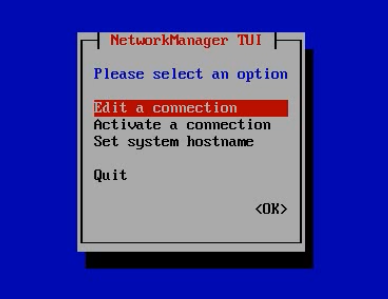 NetworkManager TUI
Please select an option
Edit a connection
Activate a connection
Set system hostname
Quit
<OK>